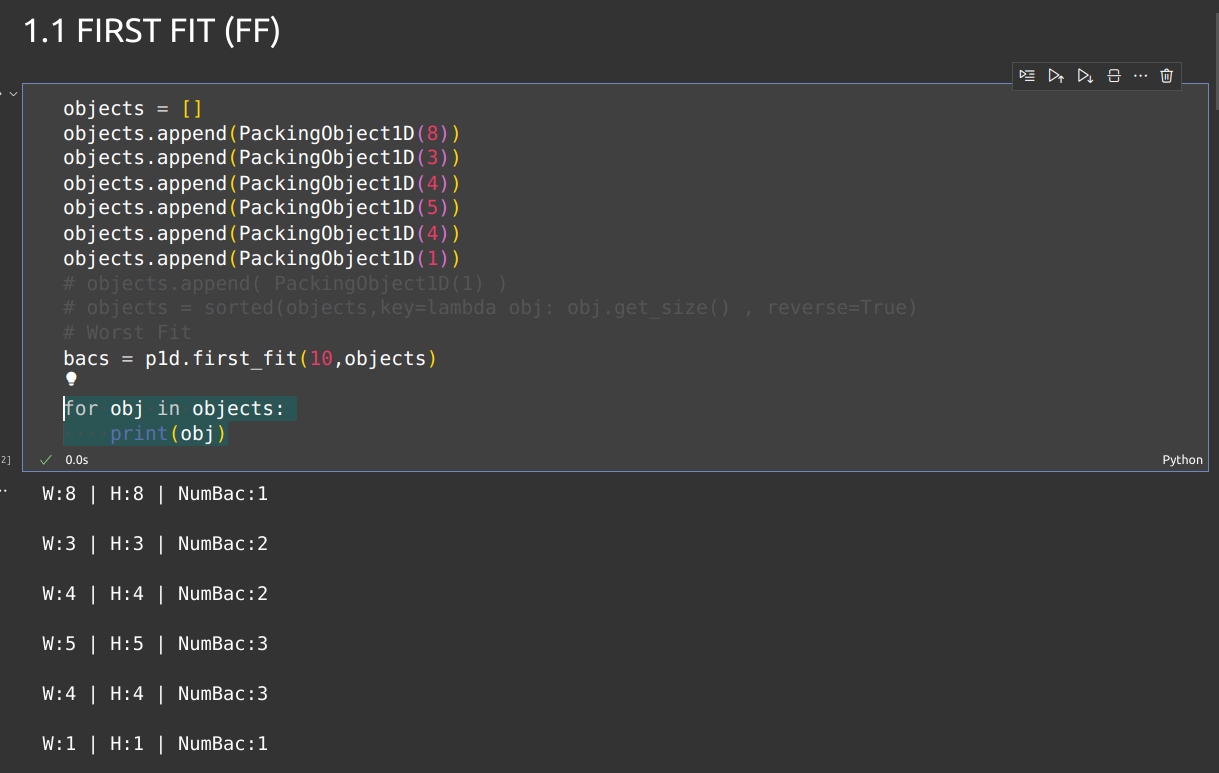 1.1 FIRST FIT (FF)
objects = []
objects.append(PackingObject1D(8))
objects.append(PackingObject1D(3))
objects.append(PackingObject1D(4))
objects.append(PackingObject1D(5))
objects.append(PackingObject1D(4))
objects.append(PackingObject1D(1))
# objects.append( PackingObject1D(1) )
# objects = sorted(objects,key=lambda obj: obj.get_size() , reverse=True)
# Worst Fit
bacs = p1d.first_fit(10,objects)
for obj in objects:
····print(obj)
2]
0.0s
Python
W:8 | H:8 | NumBac:1
W:3 | H:3 | NumBac:2
W:4 | H:4 | NumBac:2
W:5 | H:5 | NumBac:3
W:4 | H:4 | NumBac:3
W:1 | H:1 | NumBac:1